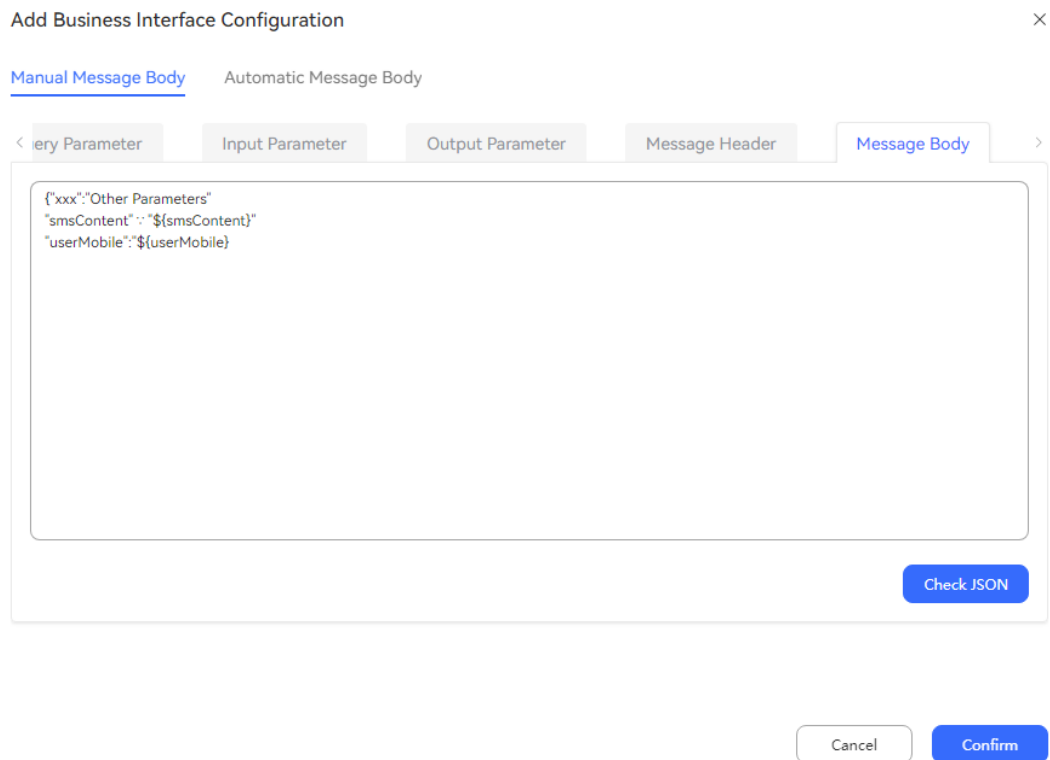 Add Business Interface Configuration
Manual Message Body Automatic Message Body
ery Parameter Input Parameter Output Parameter Message Header Message Body
{"xxx":"Other Parameters"
"smsContent" ∵ "${smsContent}"
"userMobile":"${userMobile}
Check JSON
Cancel Confirm